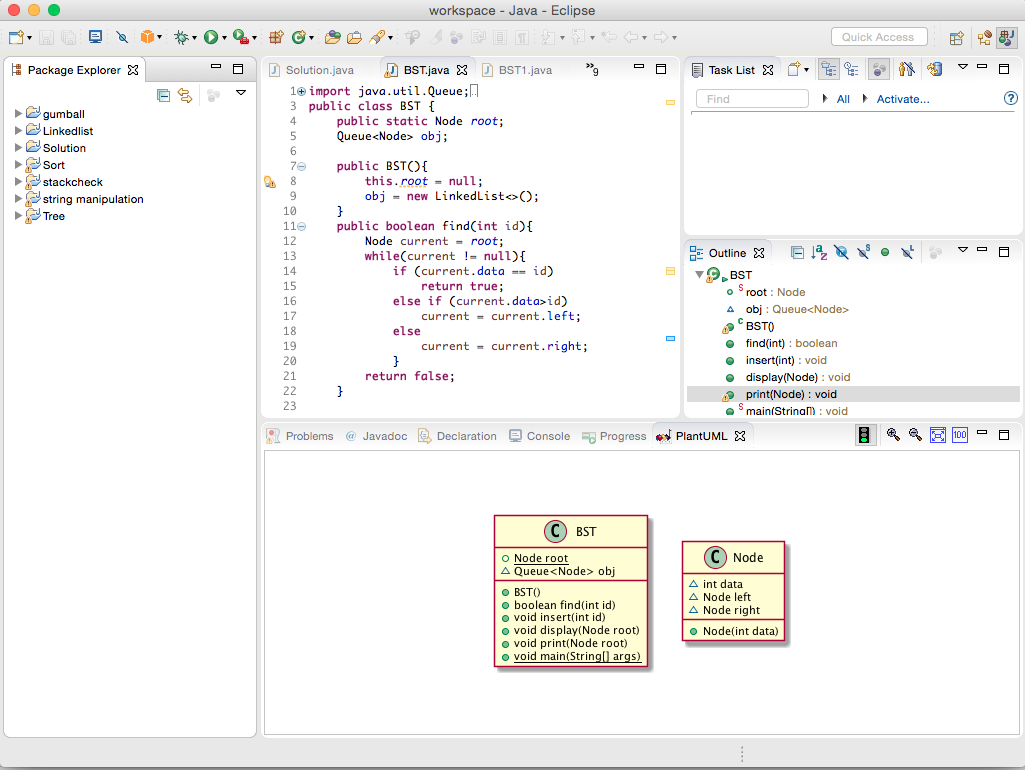 workspace - Java - Eclipse
Quick Access
Package Explorer
gumball
Linkedlist
Solution
Sort
stackcheck
string manipulation
Tree
Solution.java BST.java BST1.java »9
1 import java.util.Queue;
3 public class BST {
4 public static Node root;
5 Queue<Node> obj;
6
7 public BST(){
8 this.root = null;
9 obj = new LinkedList<>();
10 }
11 public boolean find(int id){
12 Node current = root;
13 while(current != null){
14 if (current.data == id)
15 return true;
16 else if (current.data>id)
17 current = current.left;
18 else
19 current = current.right;
20 }
21 return false;
22 }
23
Task List
Find All Activate...
Outline
BST
root : Node
obj : Queue<Node>
BST()
find(int) : boolean
insert(int) : void
display(Node) : void
print(Node) : void
main(String[]) : void
Problems @ Javadoc Declaration Console Progress PlantUML 100
C BST
Node root
Queue<Node> obj
BST()
boolean find(int id)
void insert(int id)
void display(Node root)
void print(Node root)
void main(String[] args)
C Node
int data
Node left
Node right
Node(int data)